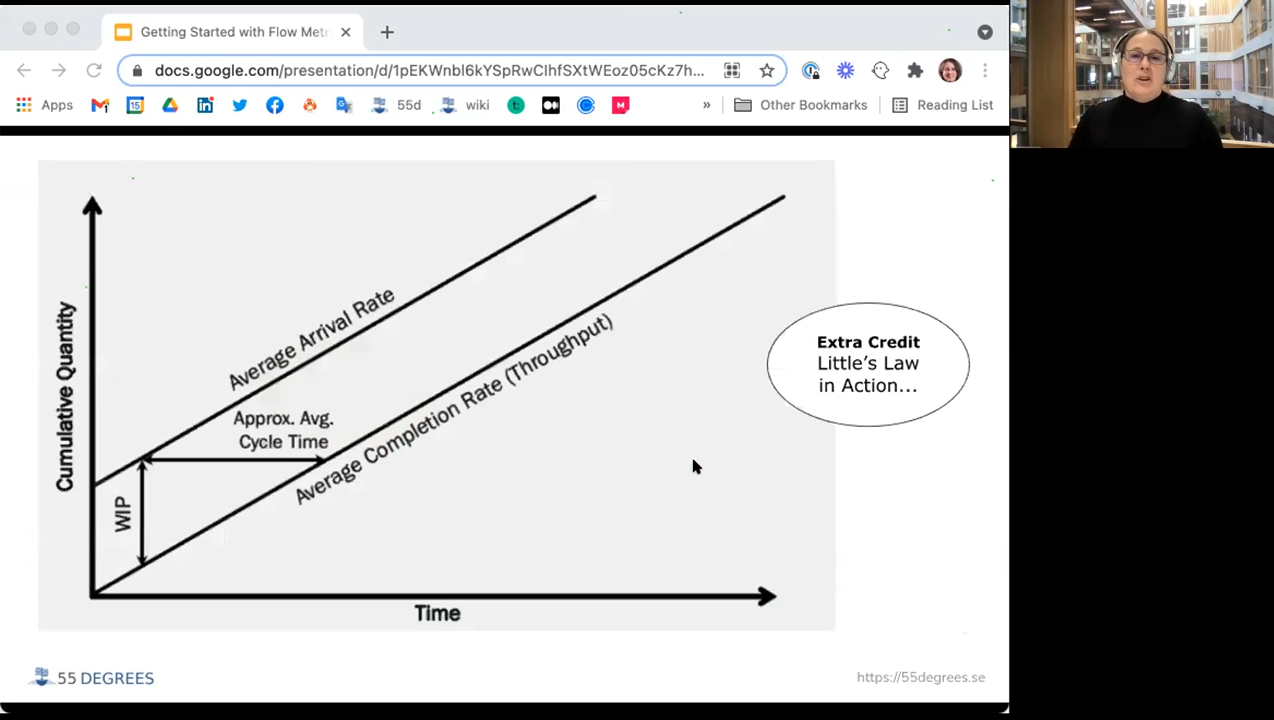 Getting Started with Flow Met
docs.google.com/presentation/d/1pEKWnbl6kYSpRwClhfSXtWEoz05cKz7h...
Apps
15
55d
wiki
t:
M
»
Other Bookmarks
Reading List
Cumulative Quantity
Average Arrival Rate
Approx. Avg.
Cycle Time
Average Completion Rate (Throughput)
WIP
Time
Extra Credit
Little's Law
in Action...
55 DEGREES
https://55degrees.se